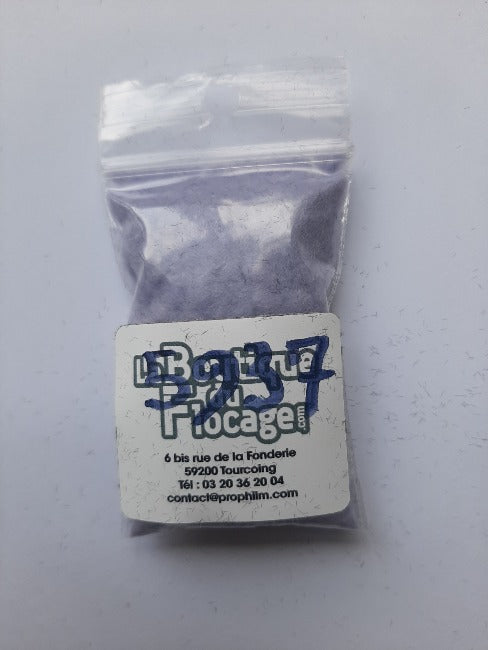 La Boutique
du
Flocage.com
5937
6 bis rue de la Fonderie
59200 Tourcoing
Tél : 03 20 36 20 04
contact@prophilm.com